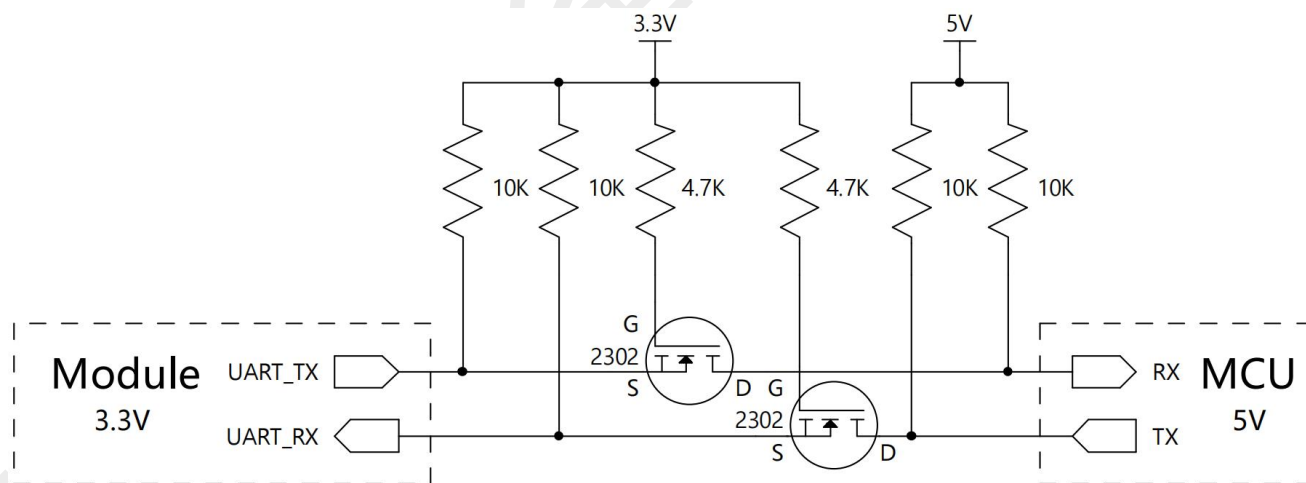 3.3V 5V
10K 10K 4.7K 4.7K 10K 10K
G
2302
S D
G
2302
S D
Module
3.3V
UART_TX
UART_RX
RX
TX
MCU
5V